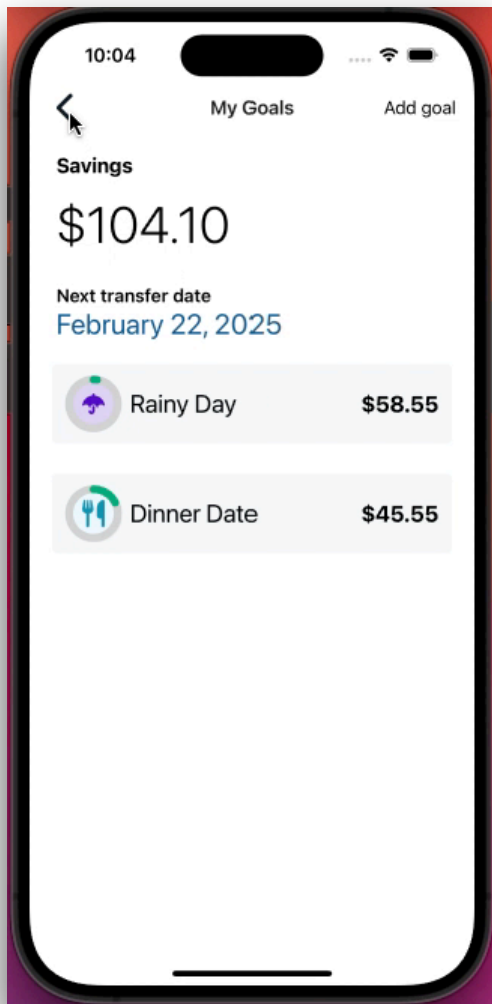 10:04
My Goals
Add goal
Savings
$104.10
Next transfer date
February 22, 2025
Rainy Day
$58.55
Dinner Date
$45.55